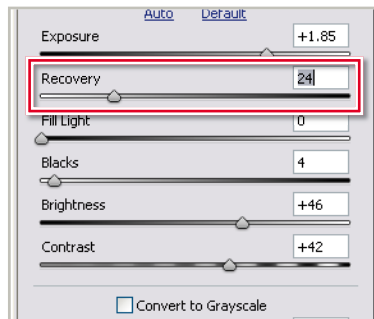 Auto Default
Exposure +1.85
Recovery 24
Fill Light 0
Blacks 4
Brightness +46
Contrast +42
Convert to Grayscale